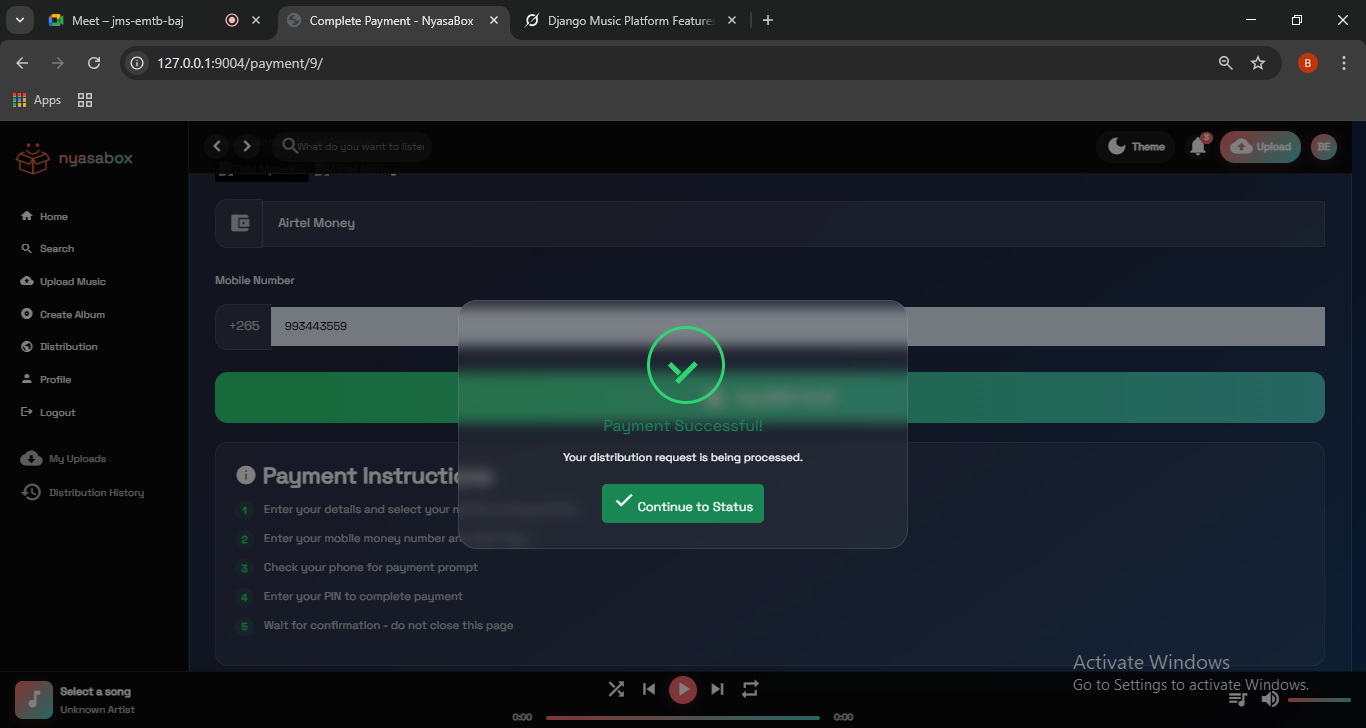 Meet – jms-emtb-baj
Complete Payment - NyasaBox
Django Music Platform Feature
127.0.0.1:9004/payment/9/
B
Apps
nyasabox
What do you want to lister
Theme
3
Upload
BE
Home
Search
Upload Music
Create Album
Distribution
Profile
Logout
My Uploads
Distribution History
Airtel Money
Mobile Number
+265
993443559
Payment Successful!
Your distribution request is being processed.
Continue to Status
Payment Instructions
1 Enter your details and select your
2 Enter your mobile money number
3 Check your phone for payment prompt
4 Enter your PIN to complete payment
5 Wait for confirmation - do not close this page
Activate Windows
Go to Settings to activate Windows.
Select a song
Unknown Artist
0:00
0:00